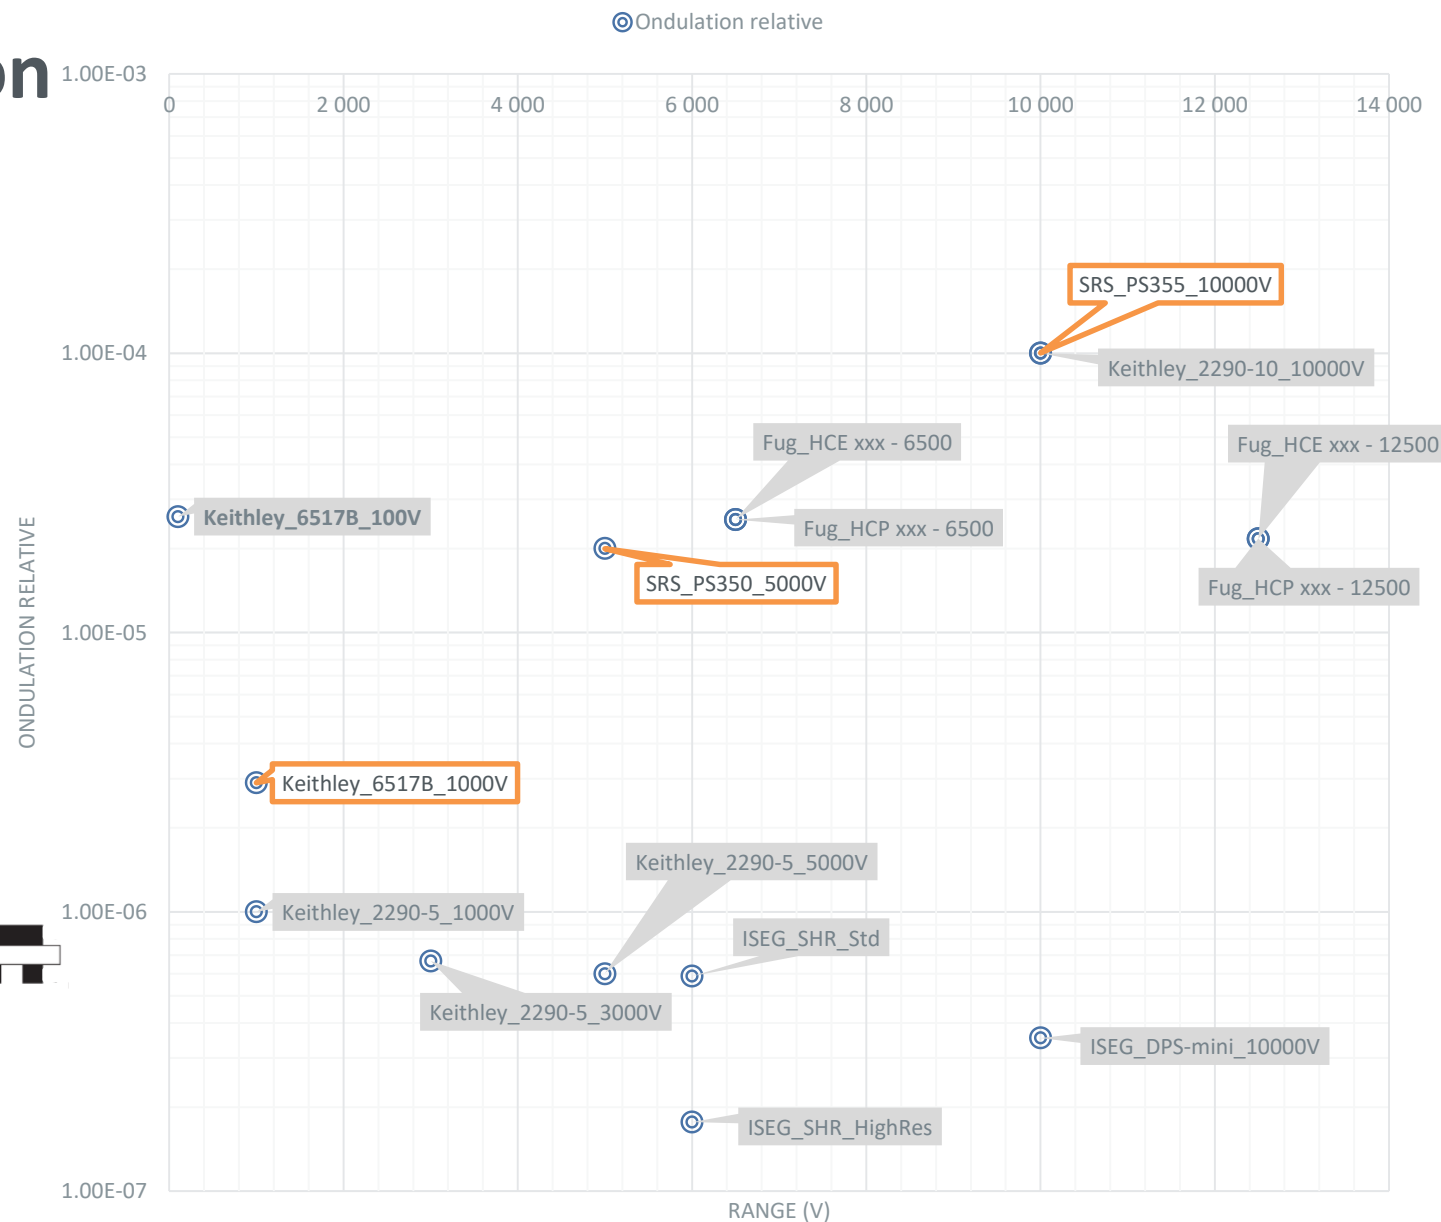 Ondulation relative
on
1.00E-03
0 2 000 4 000 6 000 8 000 10 000 12 000 14 000
SRS_PS355_10000V
1.00E-04
Keithley_2290-10_10000V
Fug_HCE xxx - 6500
Fug_HCE xxx - 12500
Keithley_6517B_100V
Fug_HCP xxx - 6500
SRS_PS350_5000V
Fug_HCP xxx - 12500
1.00E-05
ONDULATION RELATIVE
Keithley_6517B_1000V
Keithley_2290-5_5000V
1.00E-06
Keithley_2290-5_1000V
ISEG_SHR_Std
Keithley_2290-5_3000V
ISEG_DPS-mini_10000V
ISEG_SHR_HighRes
1.00E-07
RANGE (V)